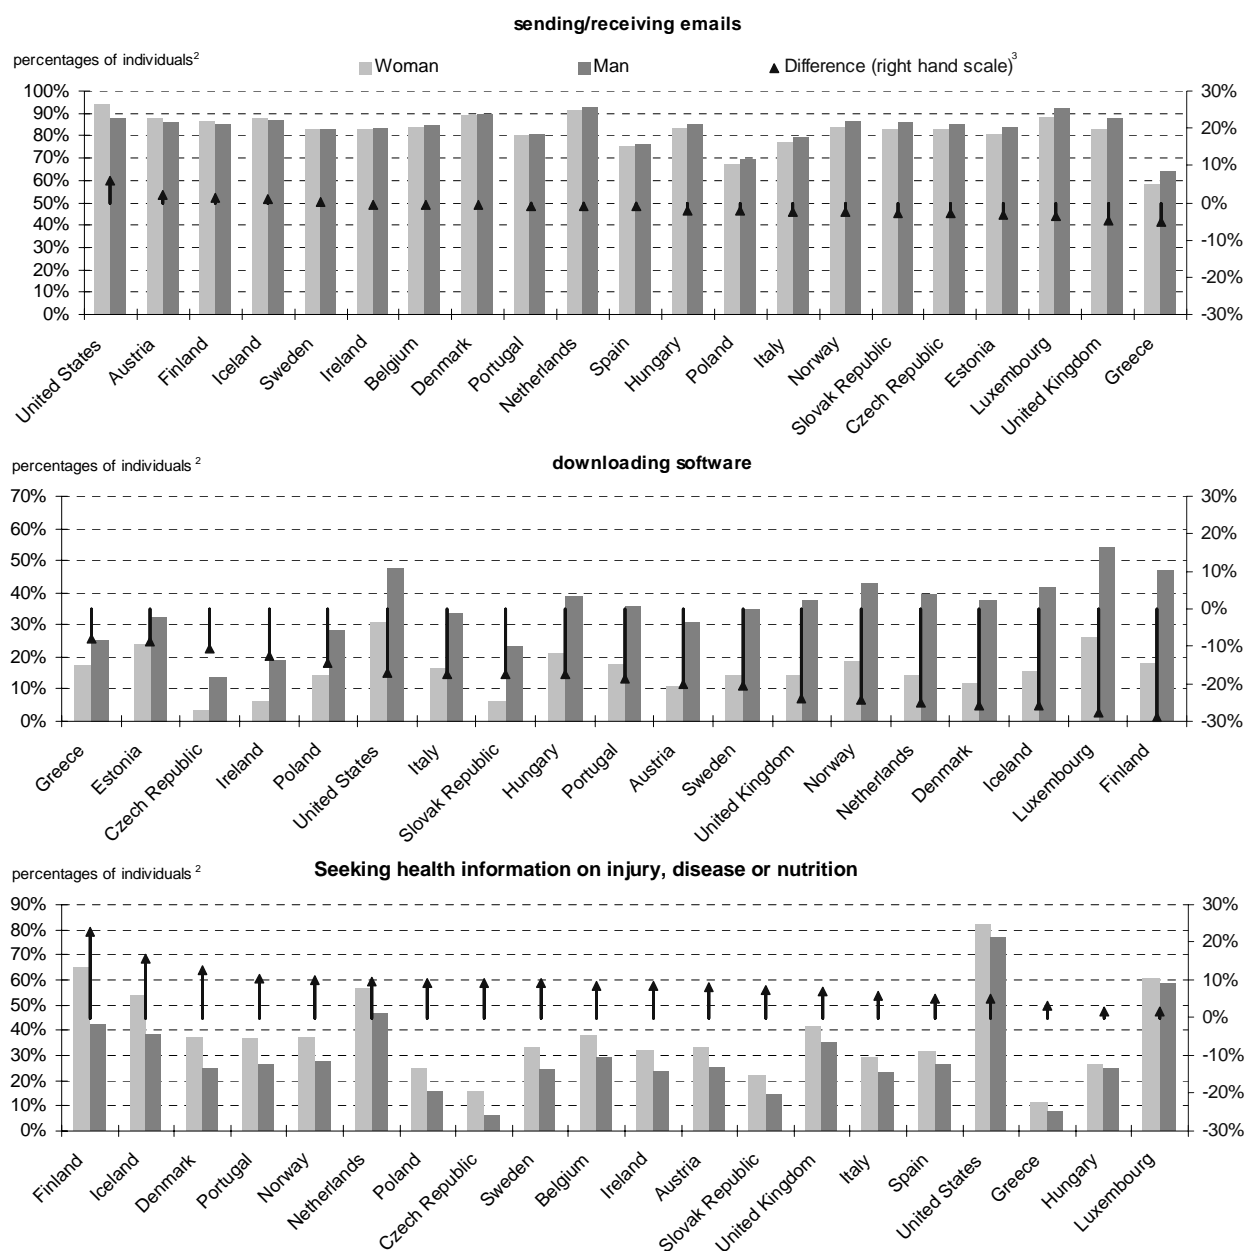 sending/receiving emails
percentages of individuals²
Woman
Man
Difference (right hand scale)³
100%
90%
80%
70%
60%
50%
40%
30%
20%
10%
0%
30%
20%
10%
0%
-10%
-20%
-30%
United States
Austria
Finland
Iceland
Sweden
Ireland
Belgium
Denmark
Portugal
Netherlands
Spain
Hungary
Poland
Italy
Norway
Slovak Republic
Czech Republic
Estonia
Luxembourg
United Kingdom
Greece
percentages of individuals ²
downloading software
70%
60%
50%
40%
30%
20%
10%
0%
30%
20%
10%
0%
-10%
-20%
-30%
Greece
Estonia
Czech Republic
Ireland
Poland
United States
Italy
Slovak Republic
Hungary
Portugal
Austria
Sweden
United Kingdom
Norway
Netherlands
Denmark
Iceland
Luxembourg
Finland
percentages of individuals ²
Seeking health information on injury, disease or nutrition
90%
80%
70%
60%
50%
40%
30%
20%
10%
0%
30%
20%
10%
0%
-10%
-20%
-30%
Finland
Iceland
Denmark
Portugal
Norway
Netherlands
Poland
Czech Republic
Sweden
Belgium
Ireland
Austria
Slovak Republic
United Kingdom
Italy
Spain
United States
Greece
Hungary
Luxembourg